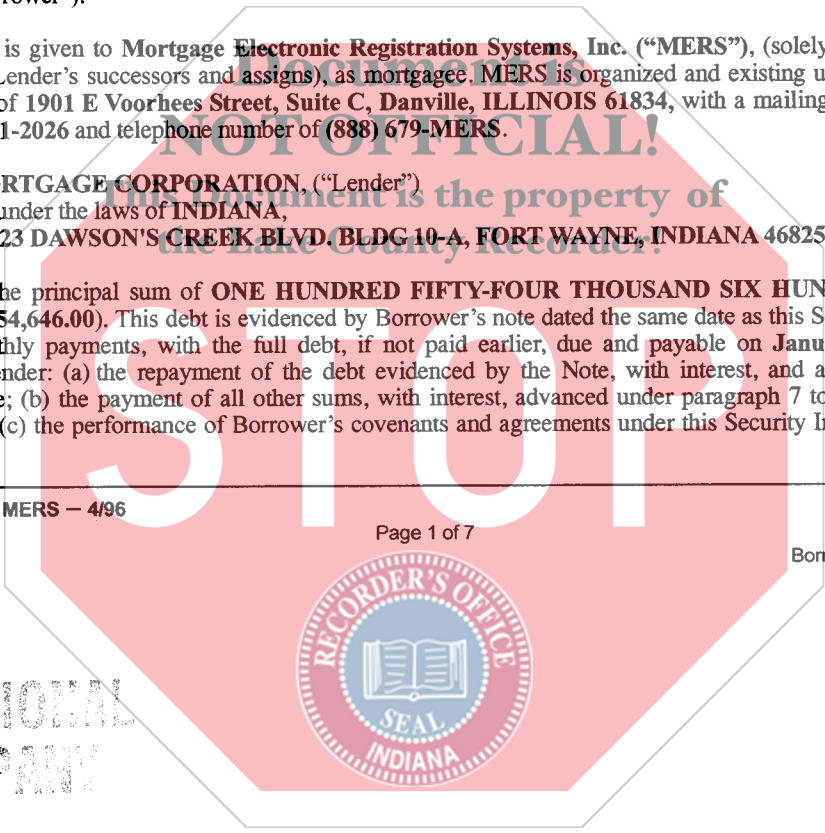 rower").
is given to Mortgage Electronic Registration Systems, Inc. (“MERS”), (solely
Lender’s successors and assigns), as mortgagee. MERS is organized and existing u
of 1901 E Voorhees Street, Suite C, Danville, ILLINOIS 61834, with a mailing
1-2026 and telephone number of (888) 679-MERS.
RTGAGE CORPORATION, (“Lender”)
under the laws of INDIANA,
23 DAWSON'S CREEK BLVD. BLDG 10-A, FORT WAYNE, INDIANA 46825
he principal sum of ONE HUNDRED FIFTY-FOUR THOUSAND SIX HUN
54,646.00). This debt is evidenced by Borrower’s note dated the same date as this S
thly payments, with the full debt, if not paid earlier, due and payable on Janu
nder: (a) the repayment of the debt evidenced by the Note, with interest, and a
e; (b) the payment of all other sums, with interest, advanced under paragraph 7 to
(c) the performance of Borrower’s covenants and agreements under this Security I
MERS – 4/96
Page 1 of 7
Borr
Document is
NOT OFFICIAL!
This Document is the property of
the Lake County Recorder!
STOP
RECORDER'S OFFICE
SEAL
INDIANA
IONAL
PANY